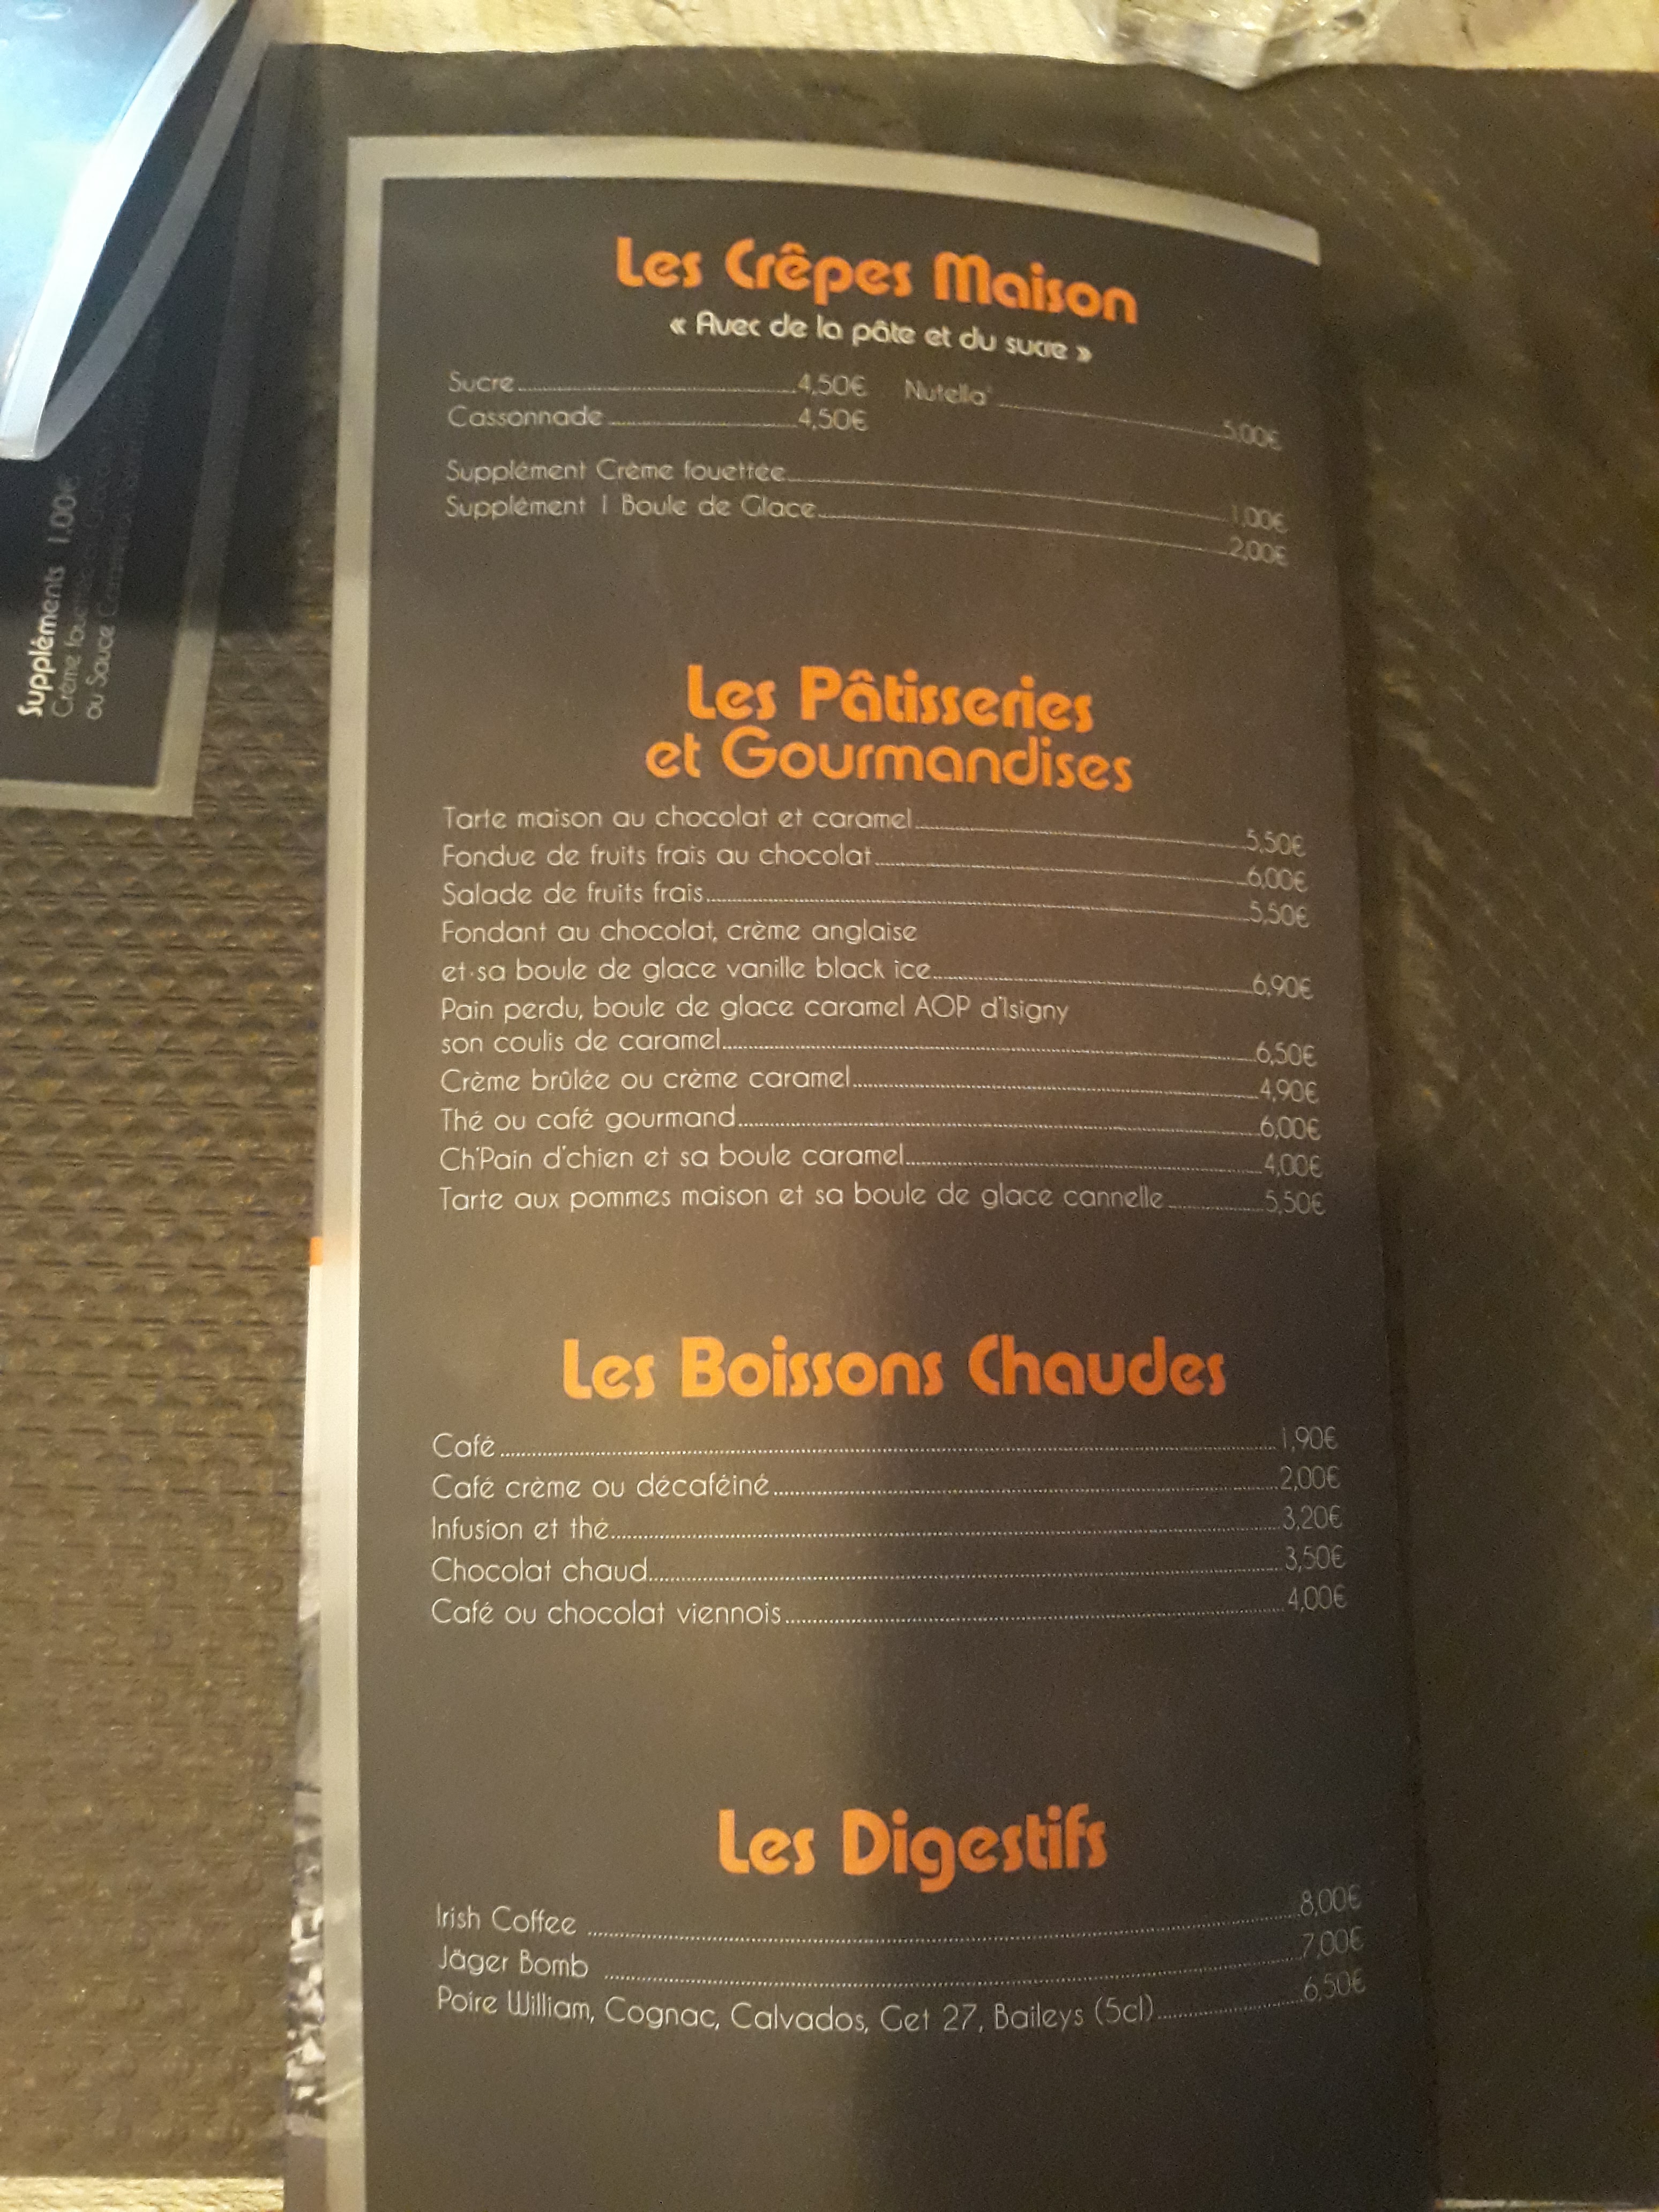 Les Crêpes Maison
« Avec de la pâte et du sucre »
Sucre 4,50€ Nutella® 5,00€
Cassonnade 4,50€
Supplément Crème fouettée 1,00€
Supplément 1 Boule de Glace 2,00€
Les Pâtisseries
et Gourmandises
Tarte maison au chocolat et caramel 5,50€
Fondue de fruits frais au chocolat 6,00€
Salade de fruits frais 5,50€
Fondant au chocolat, crème anglaise
et sa boule de glace vanille black ice 6,90€
Pain perdu, boule de glace caramel AOP d'Isigny
son coulis de caramel 6,50€
Crème brûlée ou crème caramel 4,90€
Thé ou café gourmand 6,00€
Ch'Pain d'chien et sa boule caramel 4,00€
Tarte aux pommes maison et sa boule de glace cannelle 5,50€
Les Boissons Chaudes
Café 1,90€
Café crème ou décaféiné 2,00€
Infusion et thé 3,20€
Chocolat chaud 3,50€
Café ou chocolat viennois 4,00€
Les Digestifs
Irish Coffee 8,00€
Jäger Bomb 7,00€
Poire William, Cognac, Calvados, Get 27, Baileys (5cl) 6,50€
Suppléments 1,00€
Crème
ou Sauce